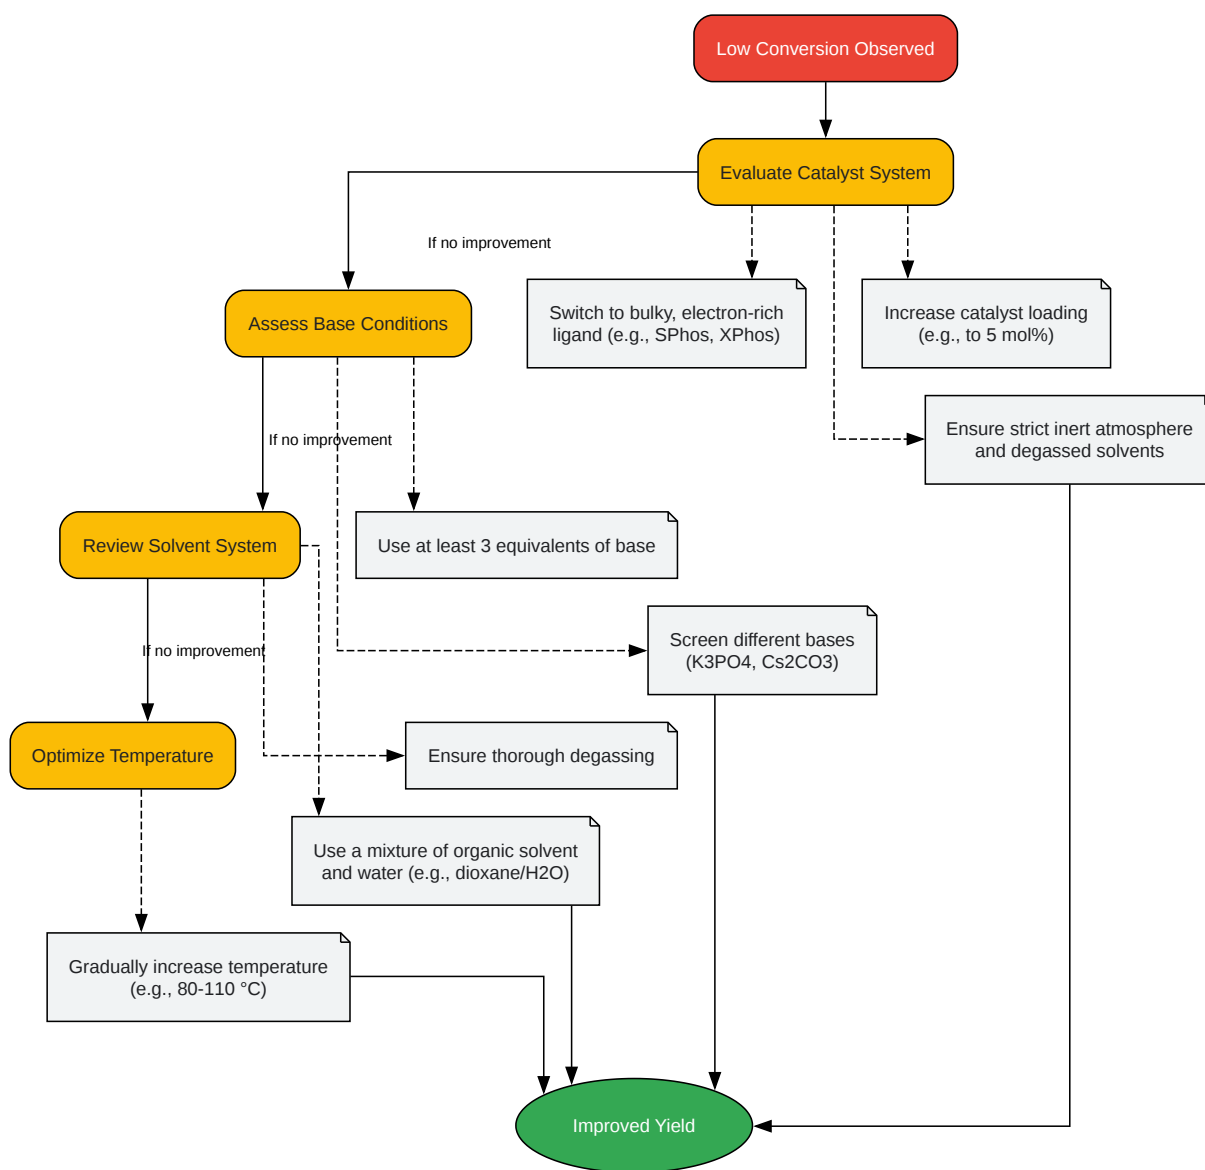 Low Conversion Observed
Evaluate Catalyst System
If no improvement
Switch to bulky, electron-rich
ligand (e.g., SPhos, XPhos)
Increase catalyst loading
(e.g., to 5 mol%)
Assess Base Conditions
Ensure strict inert atmosphere
and degassed solvents
If no improvement
Review Solvent System
Use at least 3 equivalents of base
Screen different bases
(K3PO4, Cs2CO3)
If no improvement
Optimize Temperature
Ensure thorough degassing
Use a mixture of organic solvent
and water (e.g., dioxane/H2O)
Gradually increase temperature
(e.g., 80-110 °C)
Improved Yield